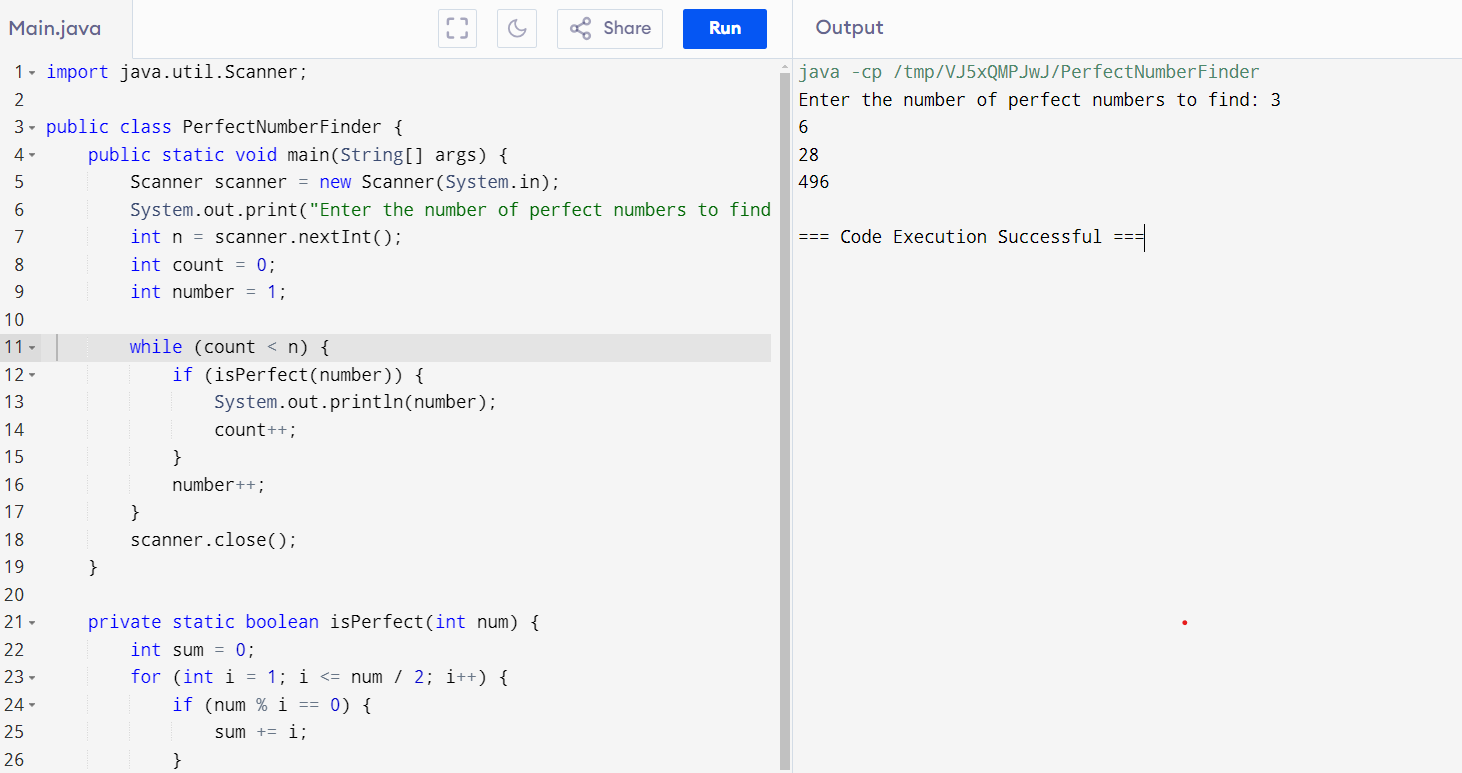 Main.java
Share
Run
Output
1 import java.util.Scanner;
2
3 public class PerfectNumberFinder {
4     public static void main(String[] args) {
5         Scanner scanner = new Scanner(System.in);
6         System.out.print("Enter the number of perfect numbers to find
7         int n = scanner.nextInt();
8         int count = 0;
9         int number = 1;
10
11         while (count < n) {
12             if (isPerfect(number)) {
13                 System.out.println(number);
14                 count++;
15             }
16             number++;
17         }
18         scanner.close();
19     }
20
21     private static boolean isPerfect(int num) {
22         int sum = 0;
23         for (int i = 1; i <= num / 2; i++) {
24             if (num % i == 0) {
25                 sum += i;
26             }
java -cp /tmp/VJ5xQMPJwJ/PerfectNumberFinder
Enter the number of perfect numbers to find: 3
6
28
496
=== Code Execution Successful ===